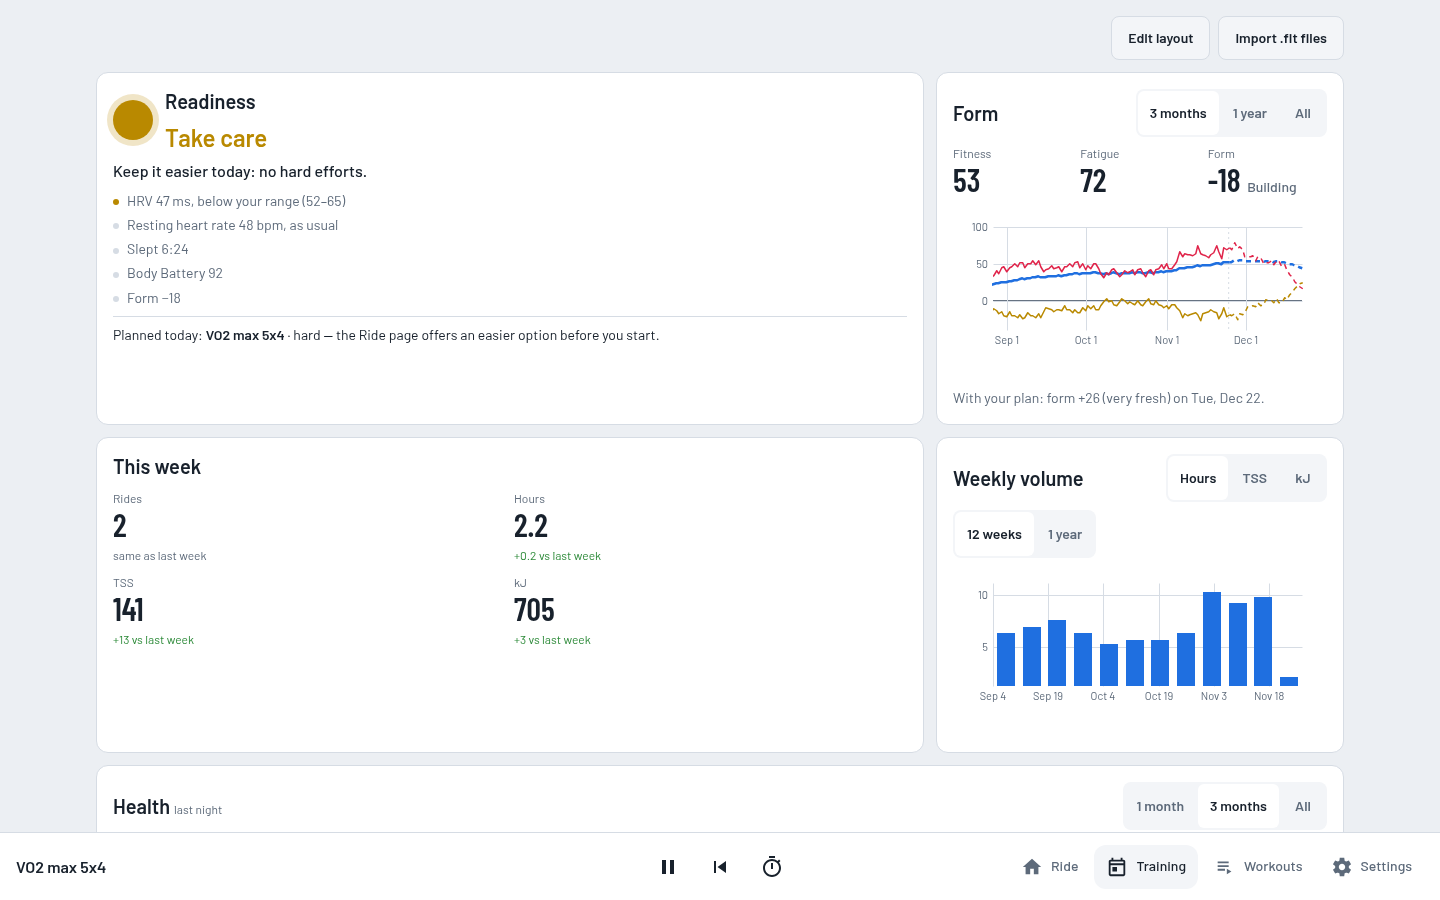 Edit layout
Import .fit files
Readiness
Take care
Keep it easier today: no hard efforts.
HRV 47 ms, below your range (52–65)
Resting heart rate 48 bpm, as usual
Slept 6:24
Body Battery 92
Form −18
Planned today: VO2 max 5x4 · hard — the Ride page offers an easier option before you start.
Form
3 months
1 year
All
Fitness
Fatigue
Form
53
72
-18 Building
100
50
0
Sep 1
Oct 1
Nov 1
Dec 1
With your plan: form +26 (very fresh) on Tue, Dec 22.
This week
Rides
Hours
2
2.2
same as last week
+0.2 vs last week
TSS
kJ
141
705
+13 vs last week
+3 vs last week
Weekly volume
Hours
TSS
kJ
12 weeks
1 year
10
5
Sep 4
Sep 19
Oct 4
Oct 19
Nov 3
Nov 18
Health last night
1 month
3 months
All
VO2 max 5x4
Ride
Training
Workouts
Settings